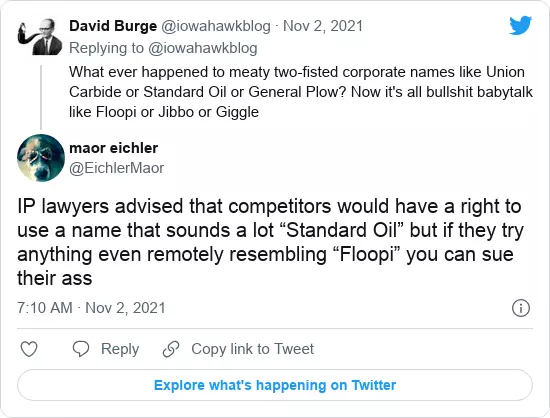 David Burge @iowahawkblog · Nov 2, 2021
Replying to @iowahawkblog
What ever happened to meaty two-fisted corporate names like Union
Carbide or Standard Oil or General Plow? Now it's all bullshit babytalk
like Floopi or Jibbo or Giggle
maor eichler
@EichlerMaor
IP lawyers advised that competitors would have a right to
use a name that sounds a lot “Standard Oil” but if they try
anything even remotely resembling “Floopi” you can sue
their ass
7:10 AM · Nov 2, 2021
Reply
Copy link to Tweet
Explore what's happening on Twitter